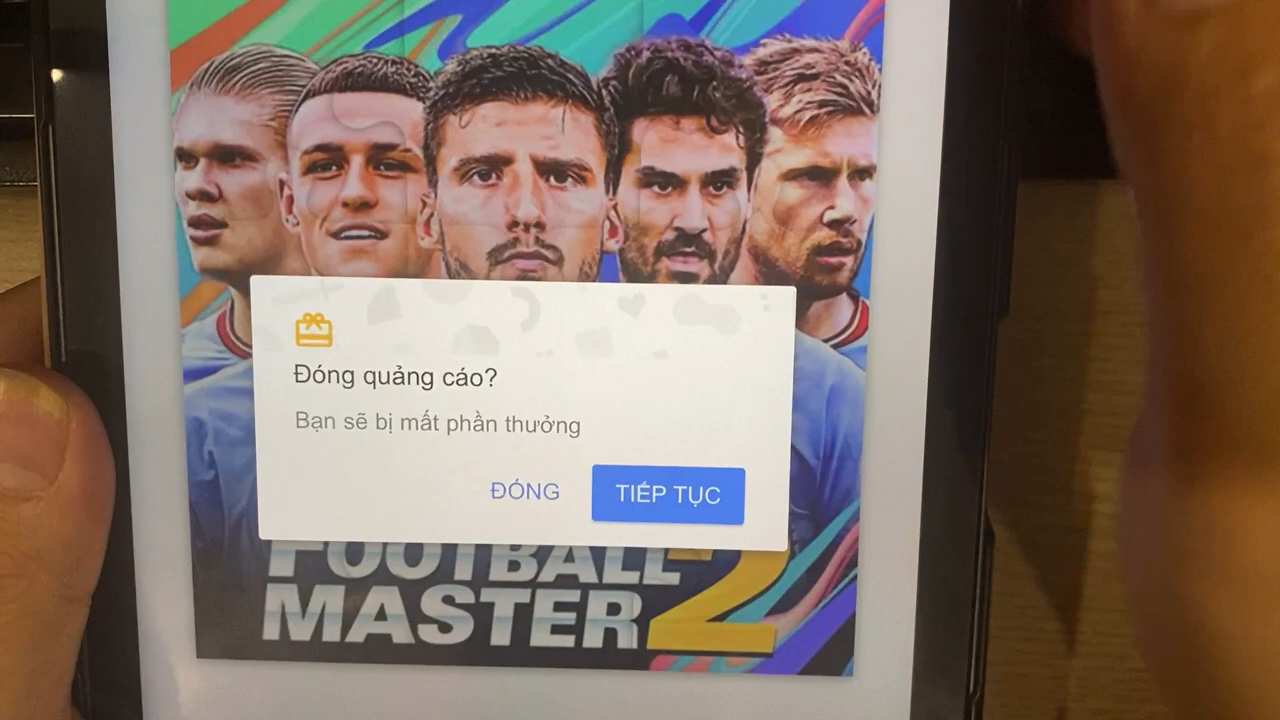 Đóng quảng cáo?
Bạn sẽ bị mất phần thưởng
ĐÓNG TIẾP TỤC
FOOTBALL
MASTER 2